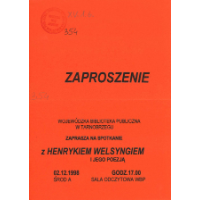 ZAPROSZENIE
WOJEWÓDZKA BIBLIOTEKA PUBLICZNA
W TARNOBRZEGU
ZAPRASZA NA SPOTKANIE
z HENRYKIEM WELSYNGIEM
I JEGO POEZJĄ
02.12.1998 GODZ.17.00
ŚRODA SALA ODCZYTOWA WBP